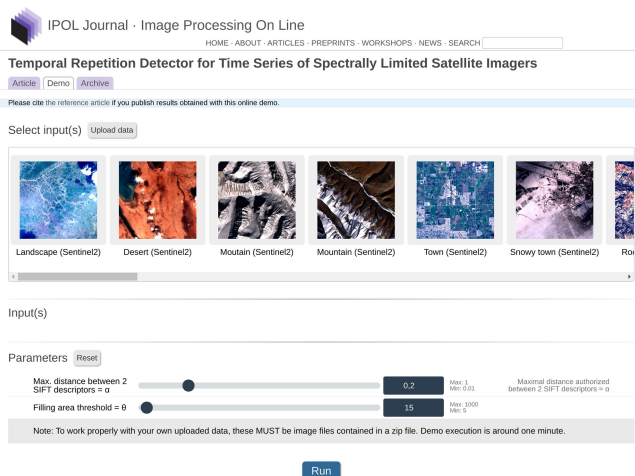 IPOL Journal · Image Processing On Line
HOME · ABOUT · ARTICLES · PREPRINTS · WORKSHOPS · NEWS · SEARCH
Temporal Repetition Detector for Time Series of Spectrally Limited Satellite Imagers
Article Demo Archive
Please cite the reference article if you publish results obtained with this online demo.
Select input(s) Upload data
Landscape (Sentinel2) Desert (Sentinel2) Moutain (Sentinel2) Mountain (Sentinel2) Town (Sentinel2) Snowy town (Sentinel2)
Input(s)
Parameters Reset
Max. distance between 2
SIFT descriptors = α
0,2
Max: 1
Min: 0.01
Maximal distance authorized
between 2 SIFT descriptors = α
Filling area threshold = θ
15
Max: 1000
Min: 5
Note: To work properly with your own uploaded data, these MUST be image files contained in a zip file. Demo execution is around one minute.
Run